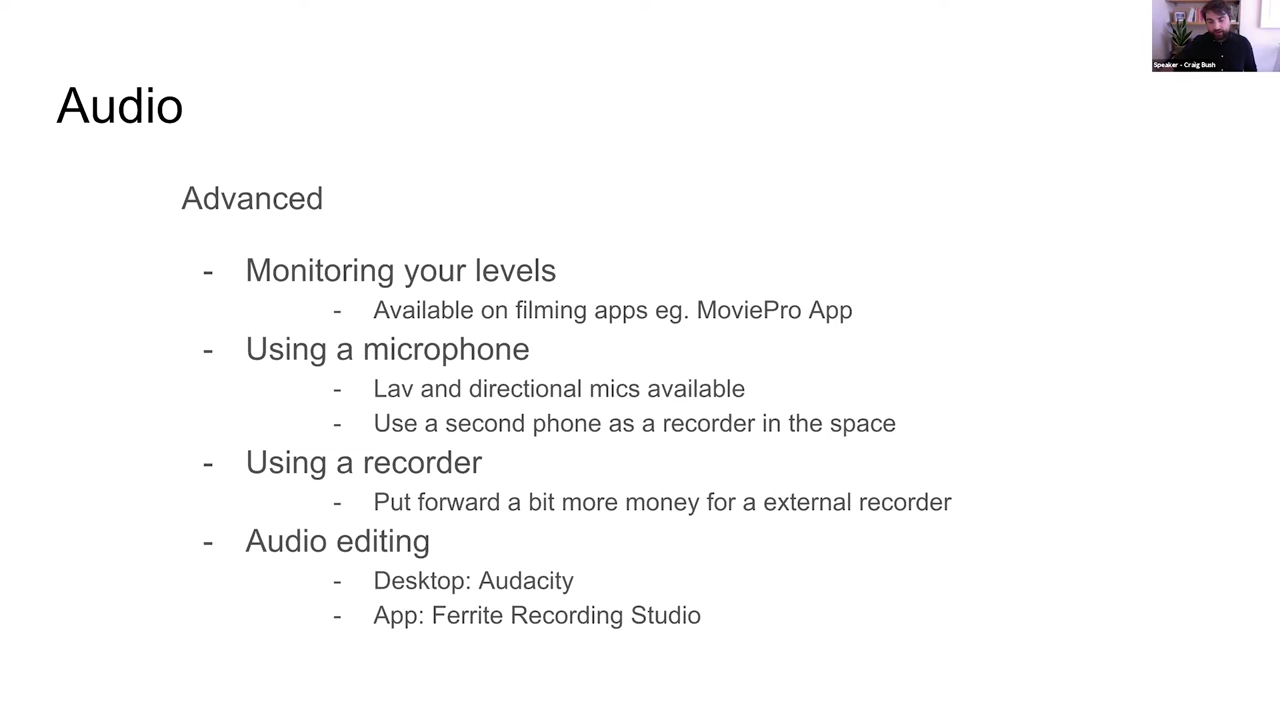 Speaker - Craig Bush
Audio
Advanced
- Monitoring your levels
- Available on filming apps eg. MoviePro App
- Using a microphone
- Lav and directional mics available
- Use a second phone as a recorder in the space
- Using a recorder
- Put forward a bit more money for a external recorder
- Audio editing
- Desktop: Audacity
- App: Ferrite Recording Studio